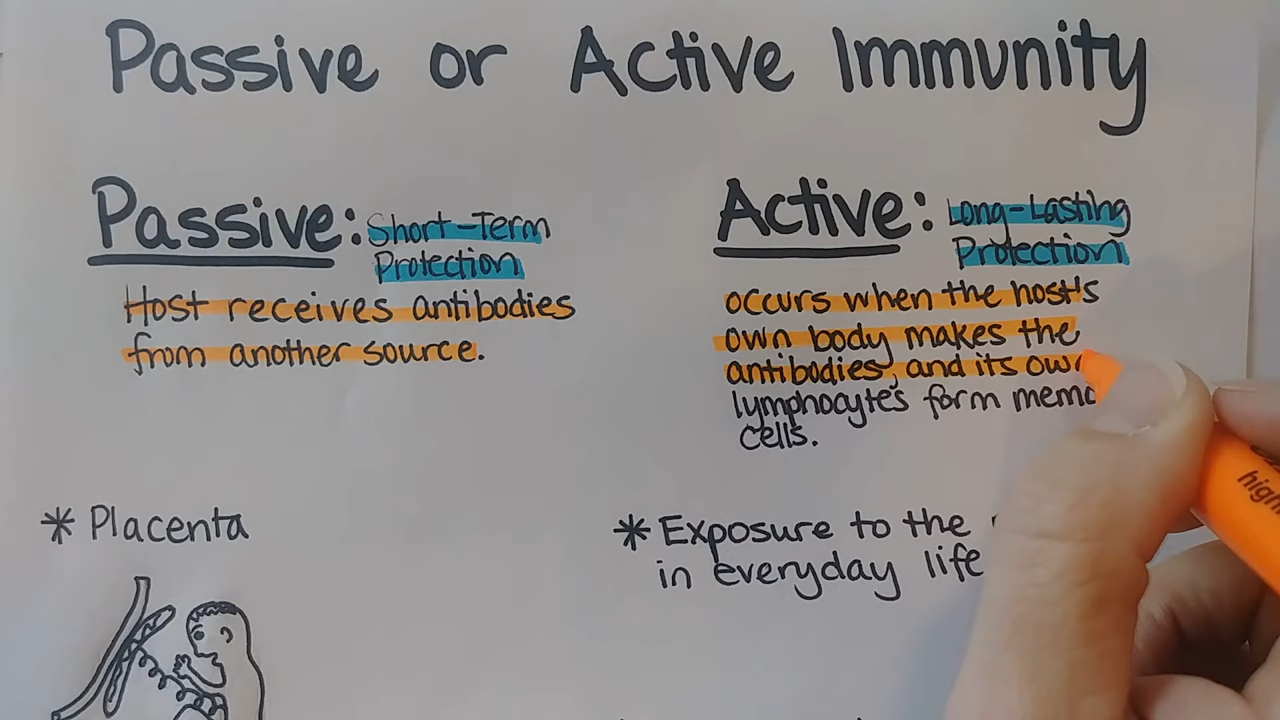 Passive or Active Immunity
Passive: Short-Term
Protection
Host receives antibodies
from another source.
Active: Long-Lasting
Protection
occurs when the host's
own body makes the
antibodies, and its own
lymphocytes form
cells.
* Placenta
* Exposure to the
in everyday life